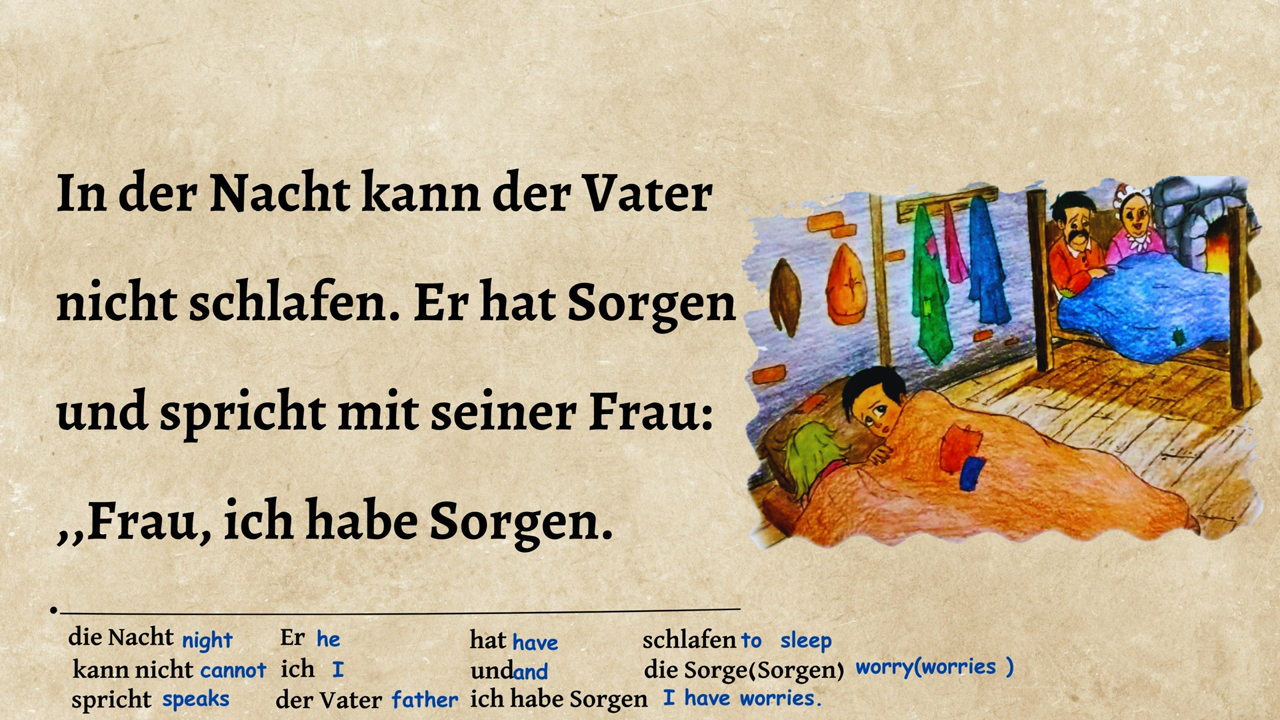 In der Nacht kann der Vater
nicht schlafen. Er hat Sorgen
und spricht mit seiner Frau:
,,Frau, ich habe Sorgen.
die Nacht night Er he hat have schlafen to sleep
kann nicht cannot ich I und and die Sorge(Sorgen) worry(worries )
spricht speaks der Vater father ich habe Sorgen I have worries.